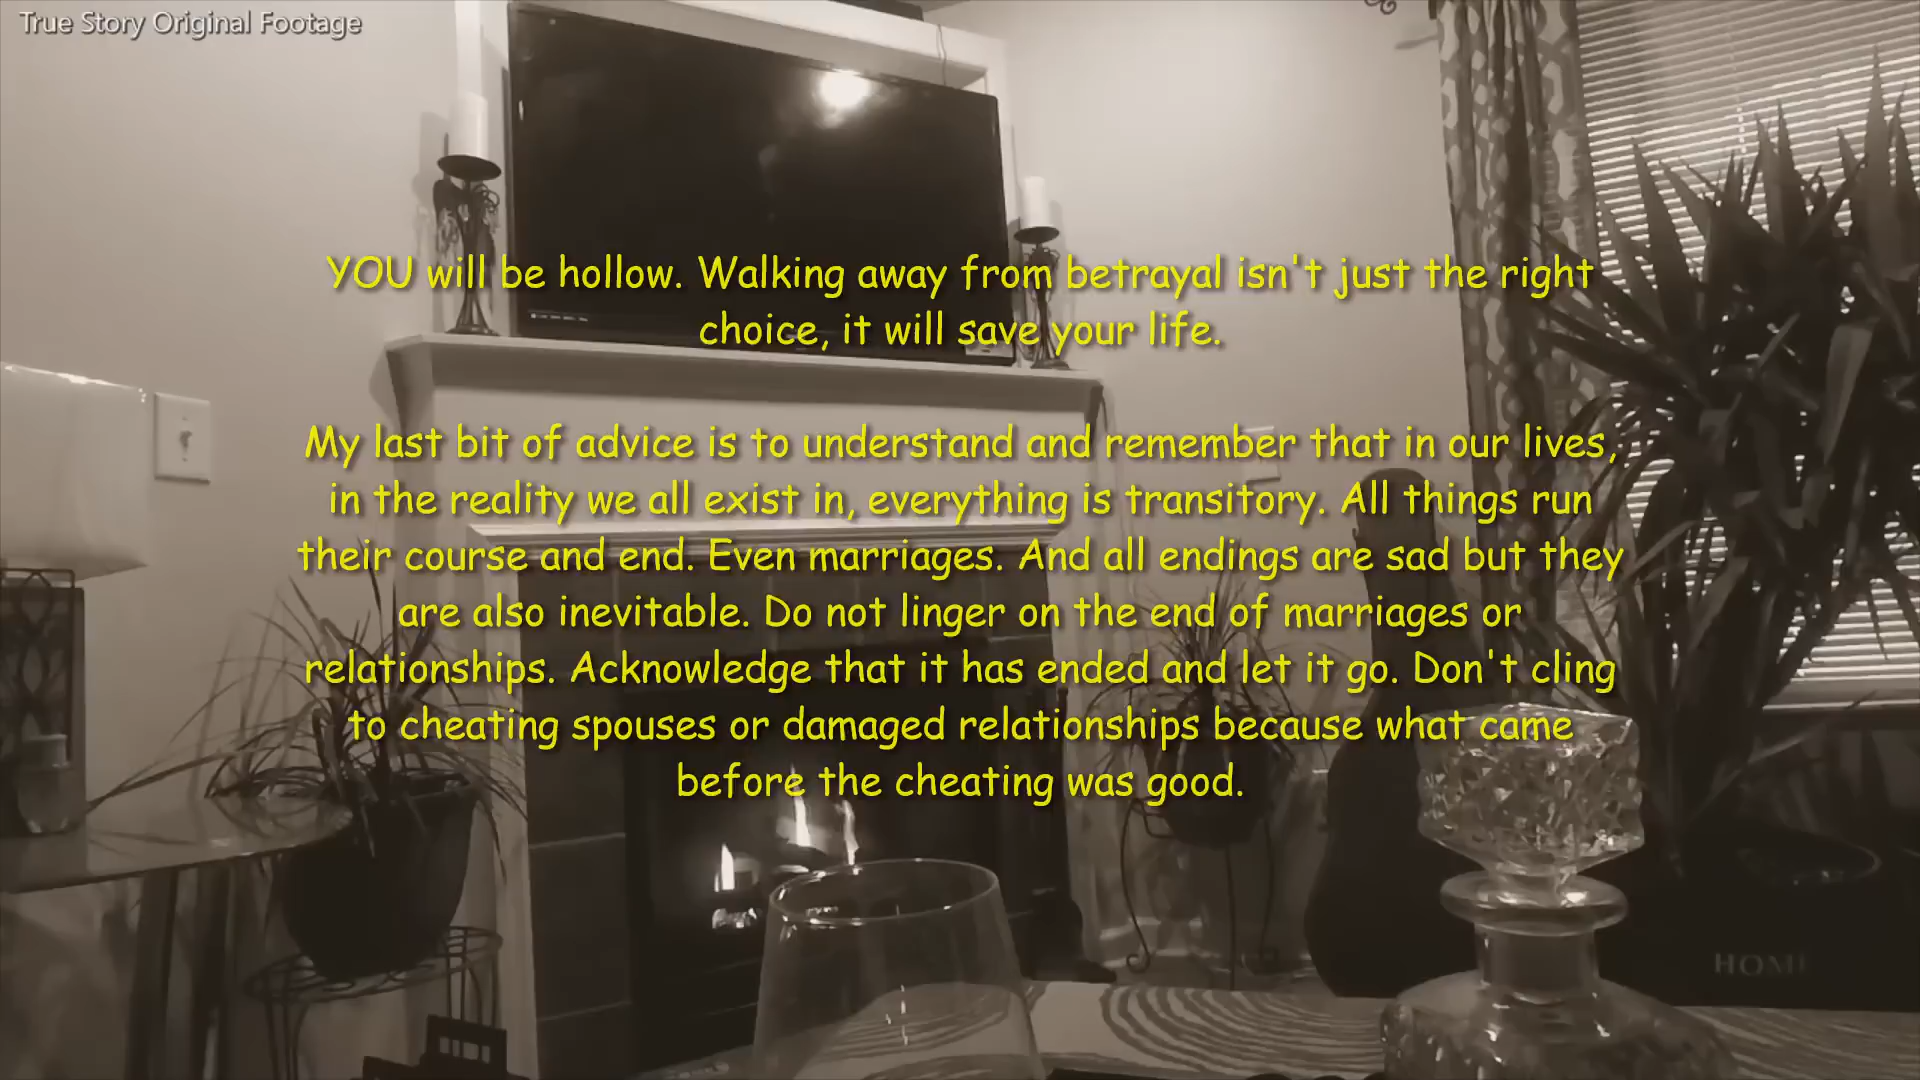 True Story Original Footage
YOU will be hollow. Walking away from betrayal isn't just the right
choice, it will save your life.
My last bit of advice is to understand and remember that in our lives,
in the reality we all exist in, everything is transitory. All things run
their course and end. Even marriages. And all endings are sad but they
are also inevitable. Do not linger on the end of marriages or
relationships. Acknowledge that it has ended and let it go. Don't cling
to cheating spouses or damaged relationships because what came
before the cheating was good.
HOME